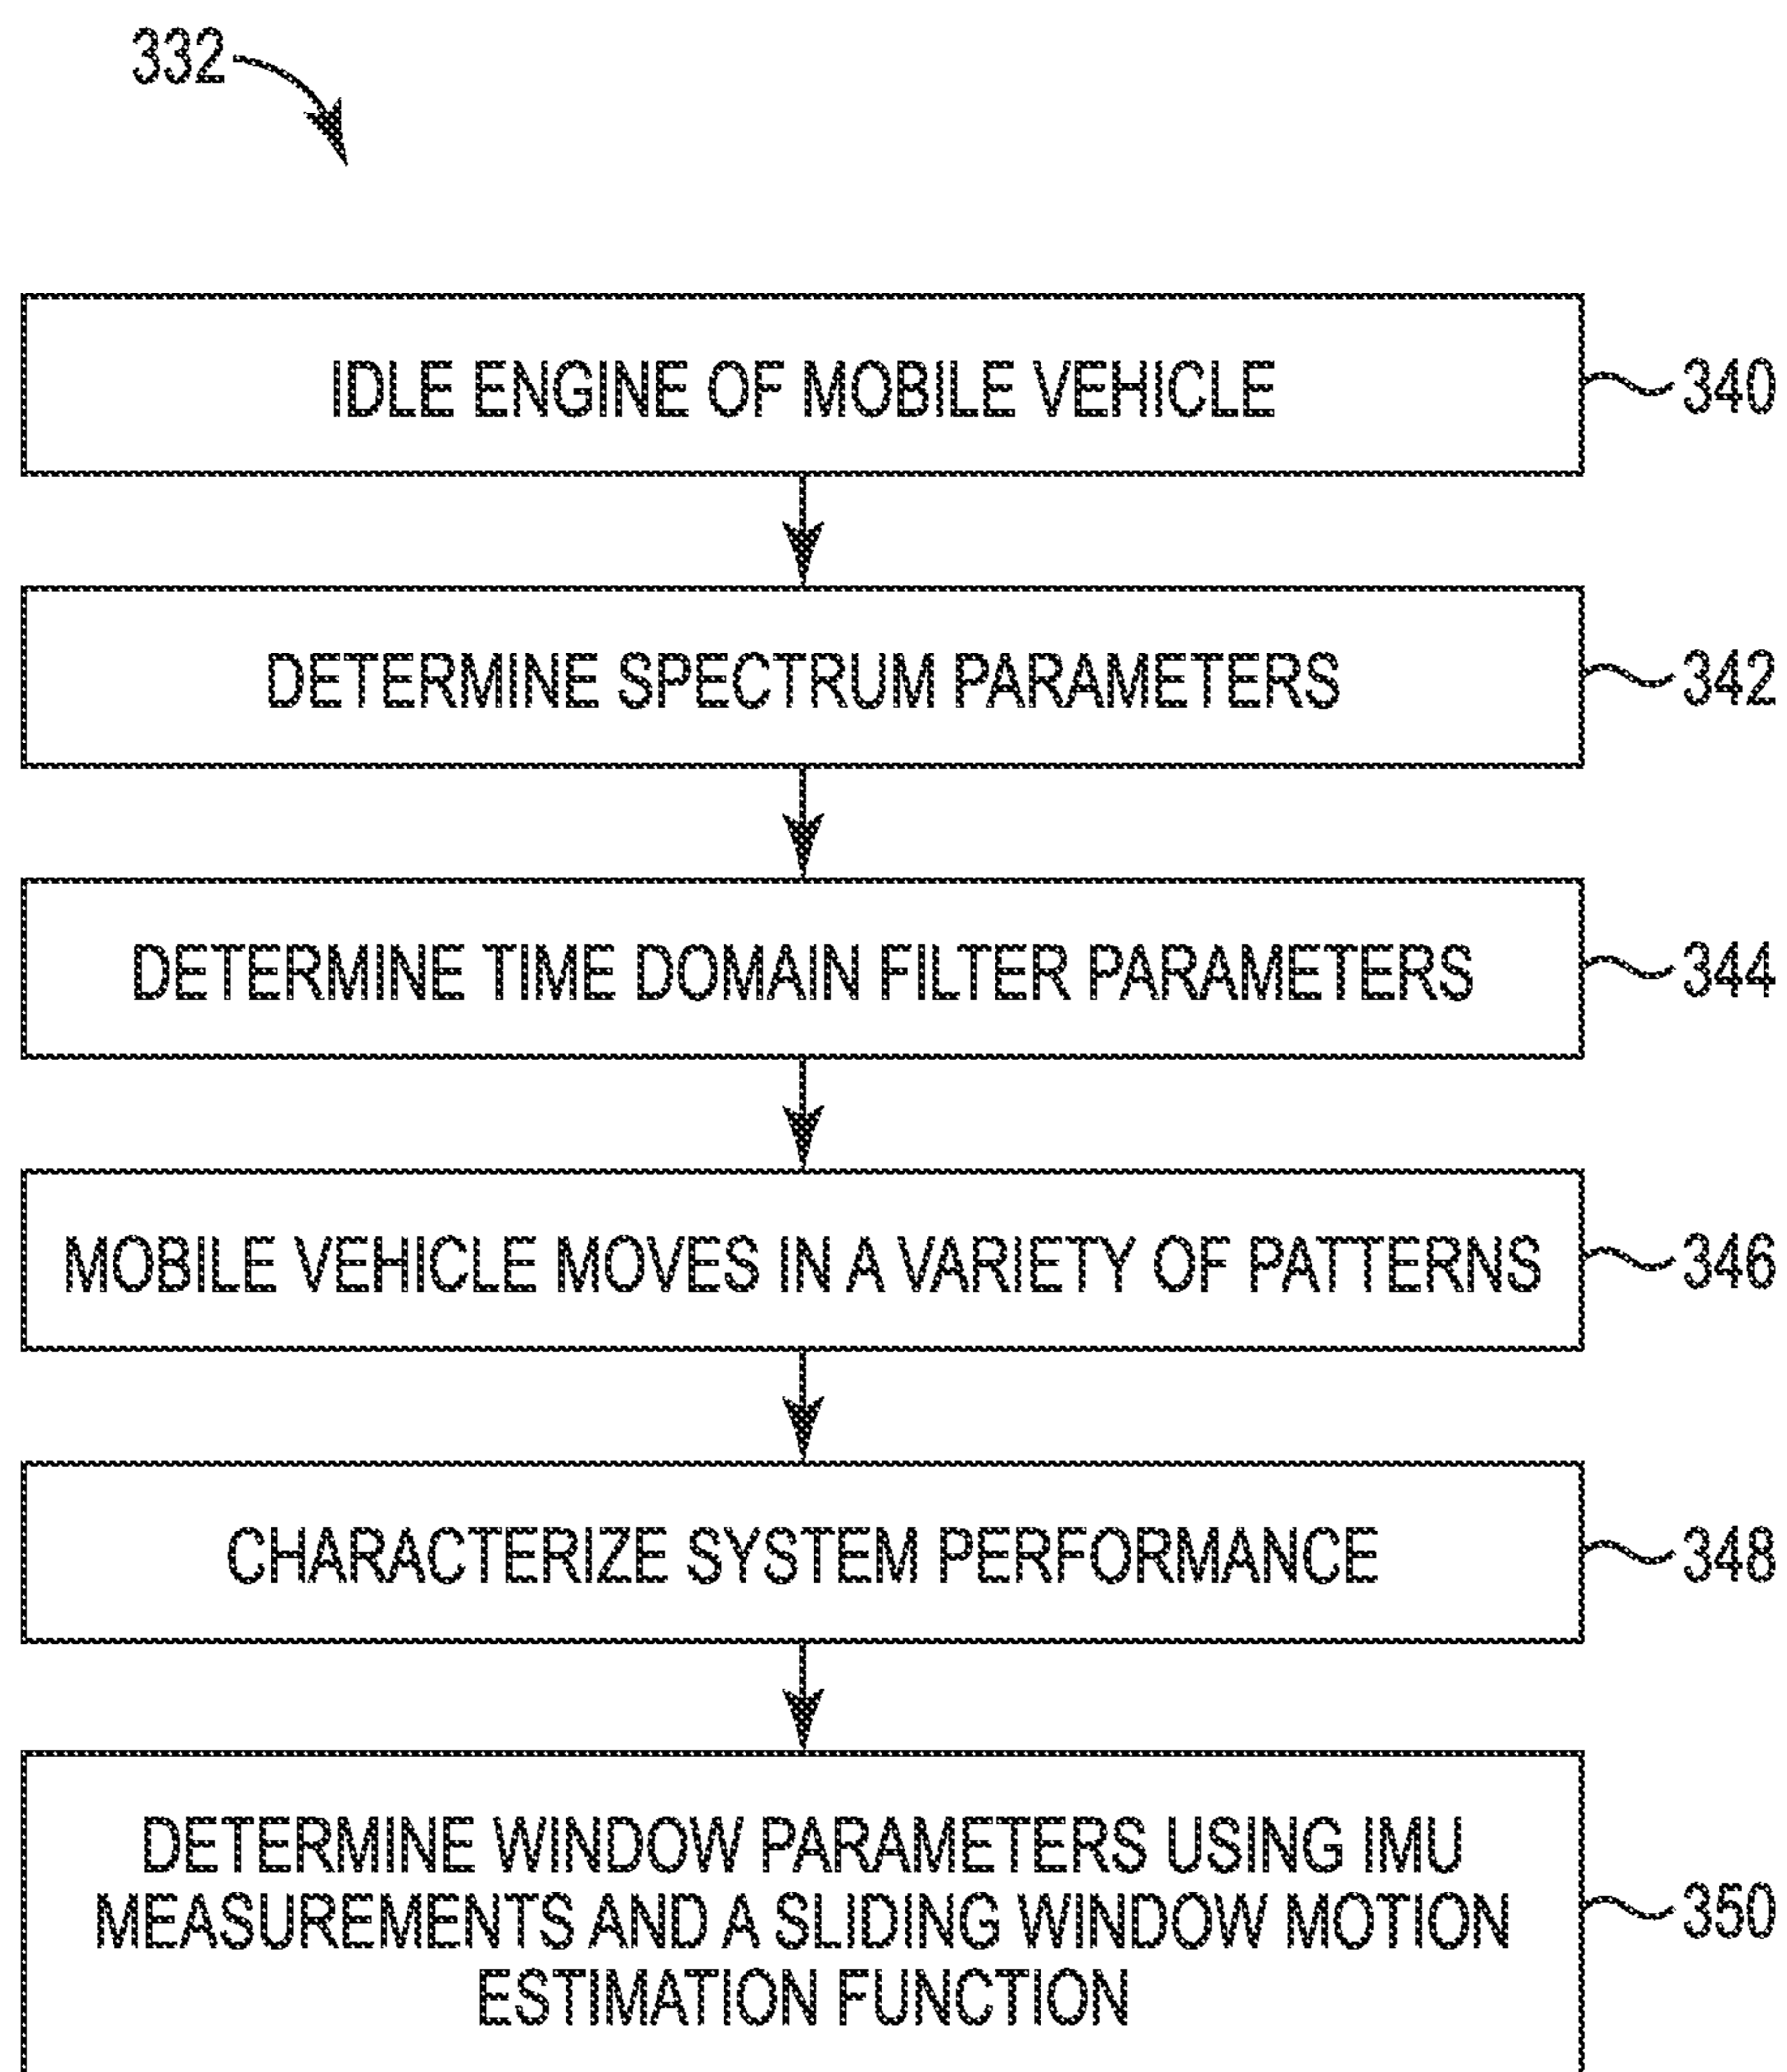 332
IDLE ENGINE OF MOBILE VEHICLE
340
DETERMINE SPECTRUM PARAMETERS
342
DETERMINE TIME DOMAIN FILTER PARAMETERS
344
MOBILE VEHICLE MOVES IN A VARIETY OF PATTERNS
346
CHARACTERIZE SYSTEM PERFORMANCE
348
DETERMINE WINDOW PARAMETERS USING IMU
MEASUREMENTS AND A SLIDING WINDOW MOTION
ESTIMATION FUNCTION
350